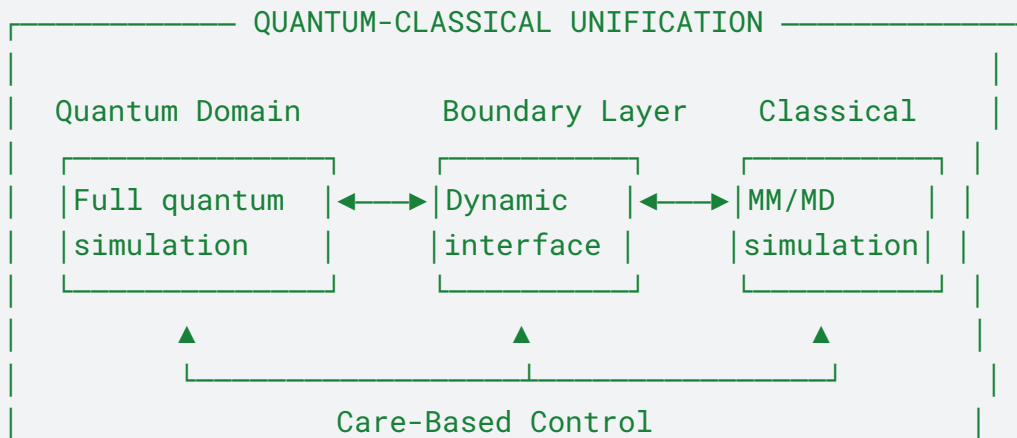 QUANTUM-CLASSICAL UNIFICATION
Quantum Domain Boundary Layer Classical
Full quantum Dynamic MM/MD
simulation interface simulation
Care-Based Control